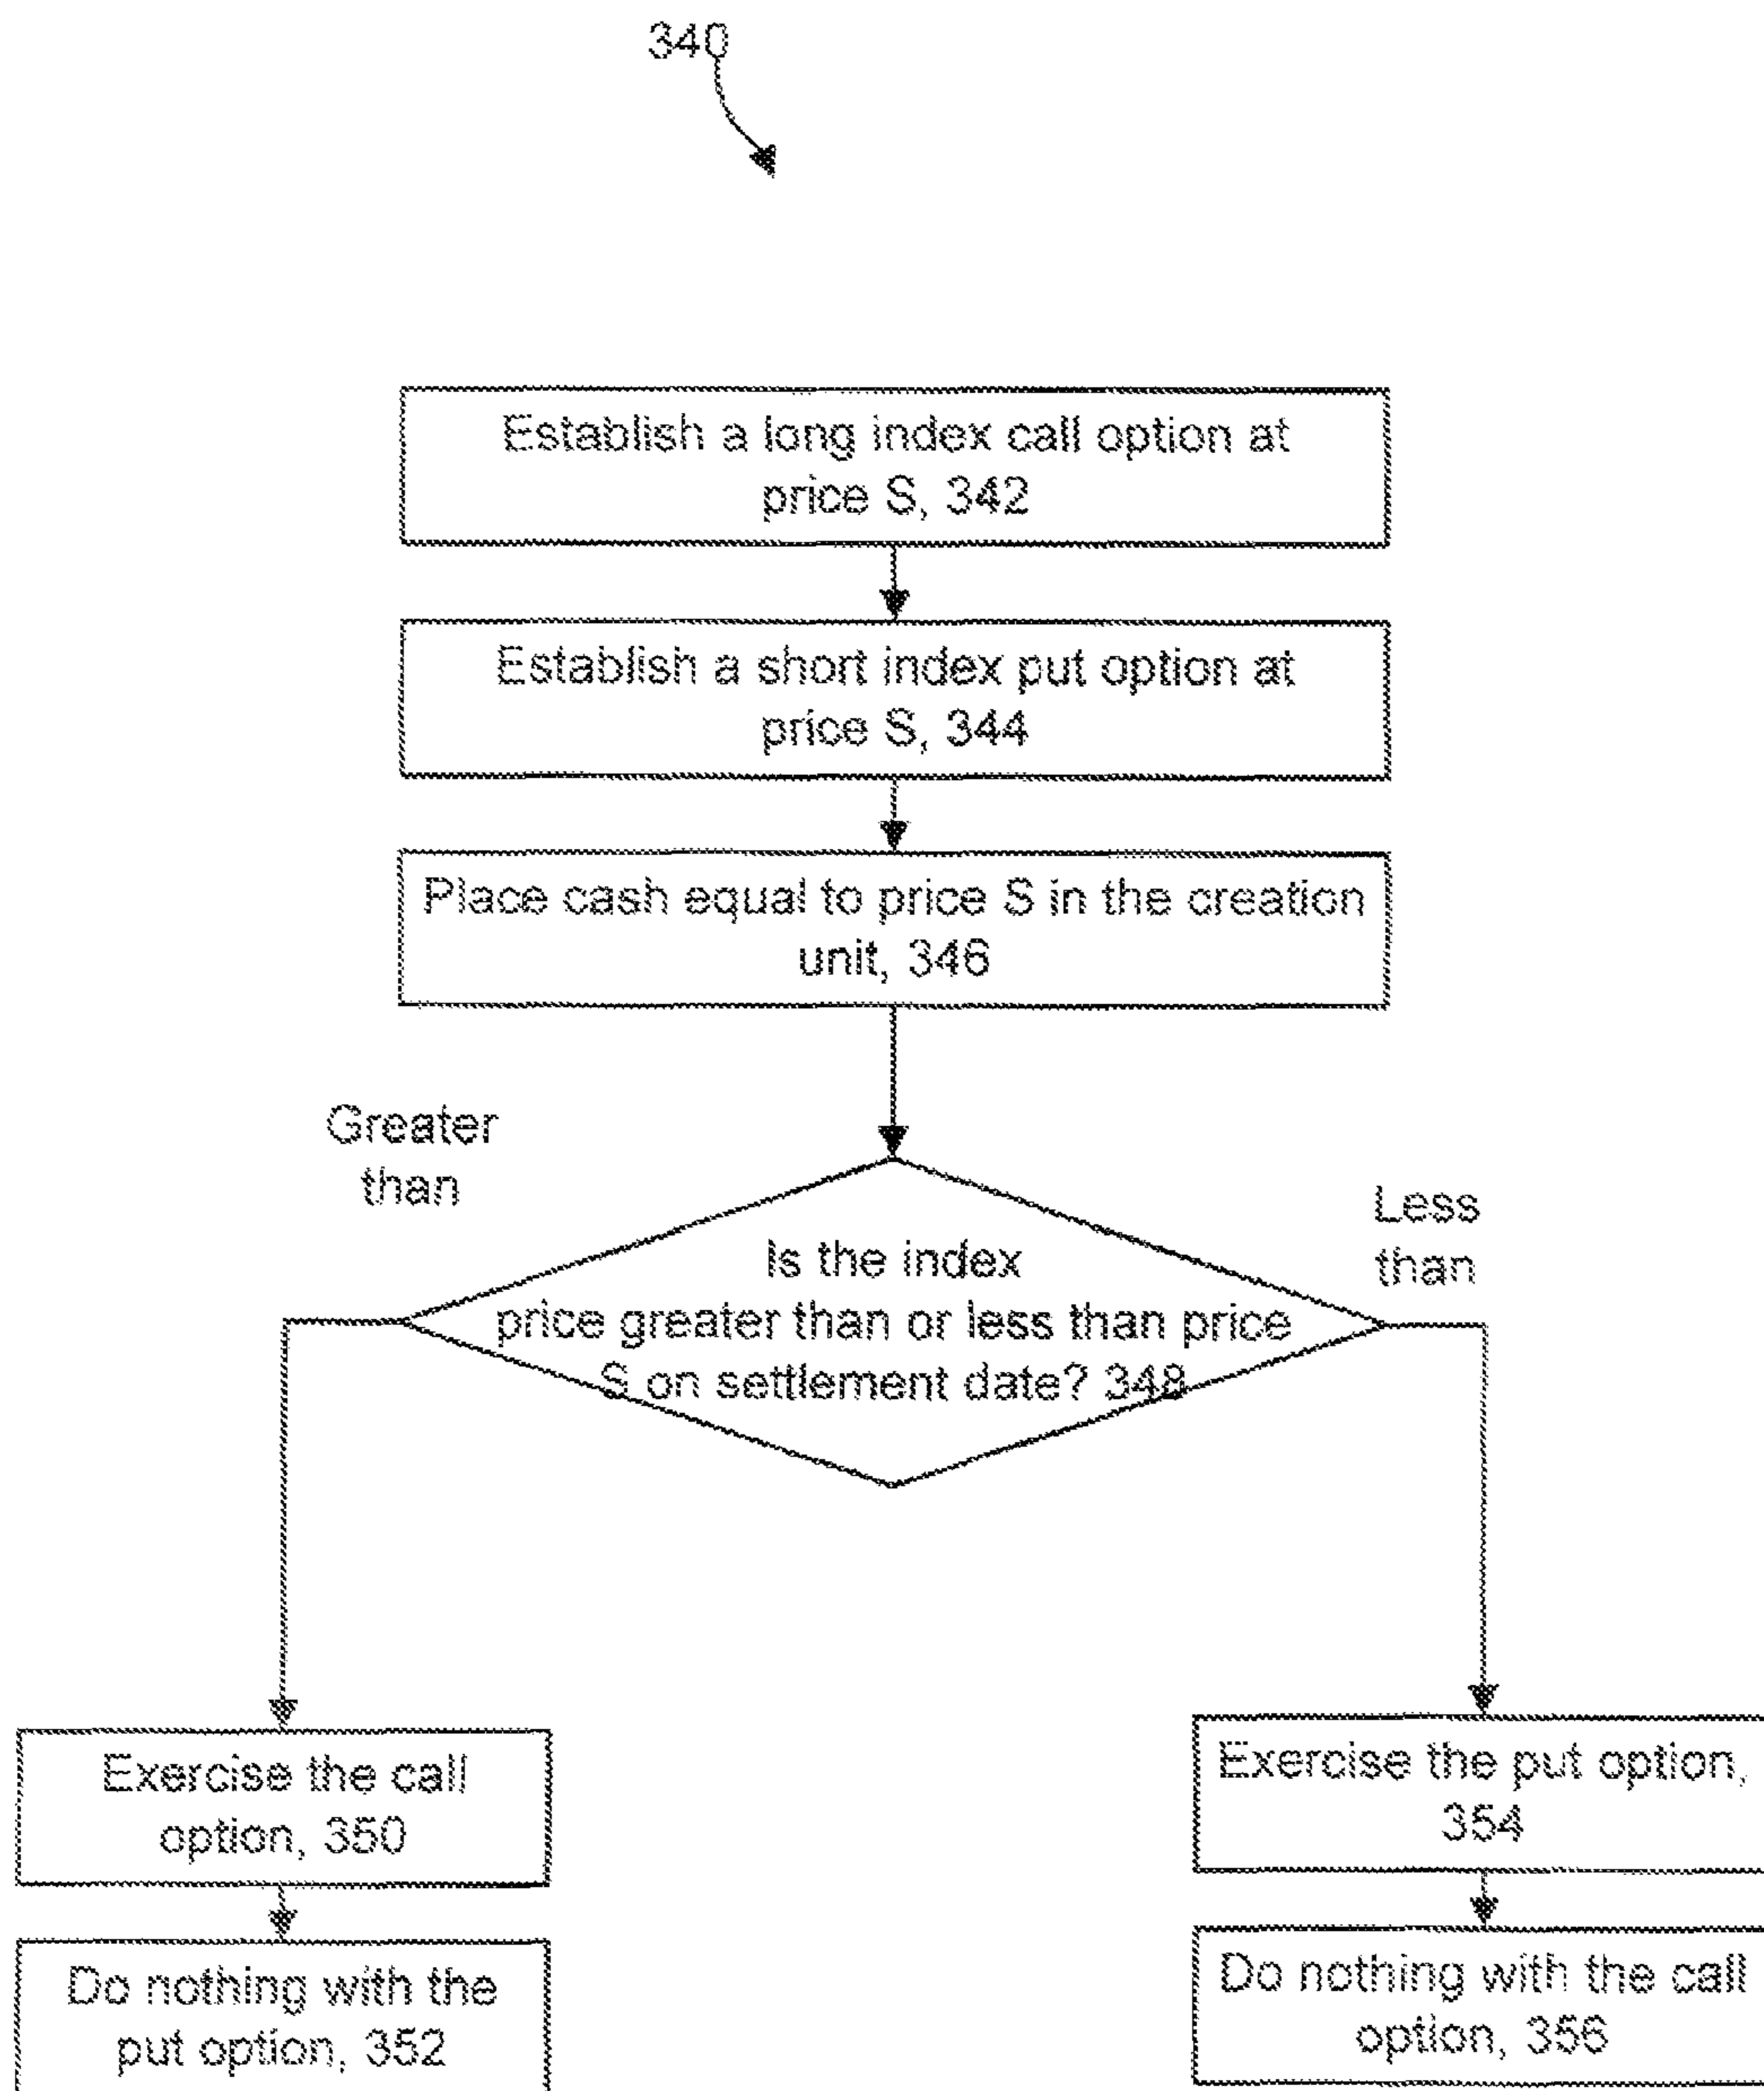 340
Establish a long index call option at
price S, 342
Establish a short index put option at
price S, 344
Place cash equal to price S in the creation
unit, 346
Greater
than
Less
than
Is the index
price greater than or less than price
S on settlement date? 348
Exercise the call
option, 350
Do nothing with the
put option, 352
Exercise the put option,
354
Do nothing with the call
option, 356